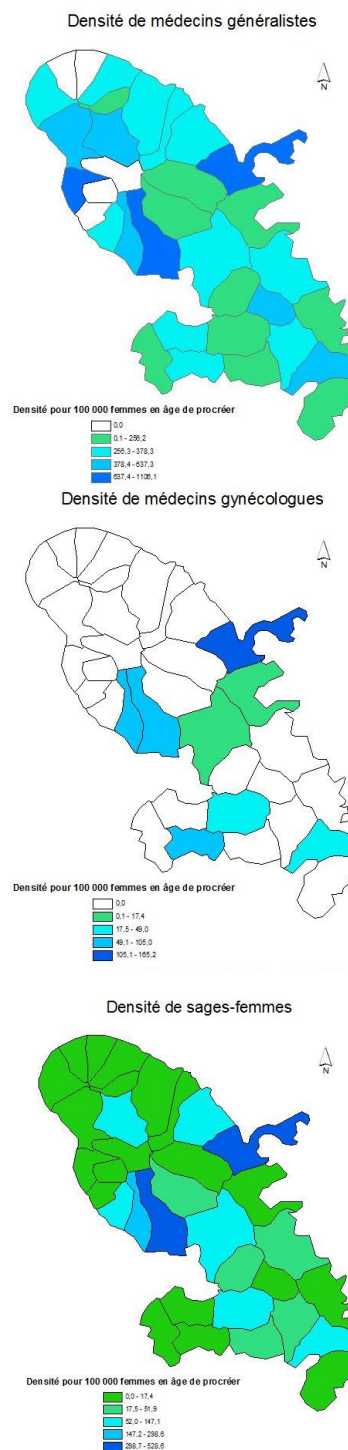 Densité de médecins généralistes
N
Densité pour 100 000 femmes en âge de procréer
0,0
0,1 - 256,2
256,3 - 378,3
378,4 - 637,3
637,4 - 1106,1
Densité de médecins gynécologues
N
Densité pour 100 000 femmes en âge de procréer
0,0
0,1 - 17,4
17,5 - 49,0
49,1 - 105,0
105,1 - 165,2
Densité de sages-femmes
N
Densité pour 100 000 femmes en âge de procréer
0,0 - 17,4
17,5 - 51,9
52,0 - 147,1
147,2 - 298,6
298,7 - 528,6